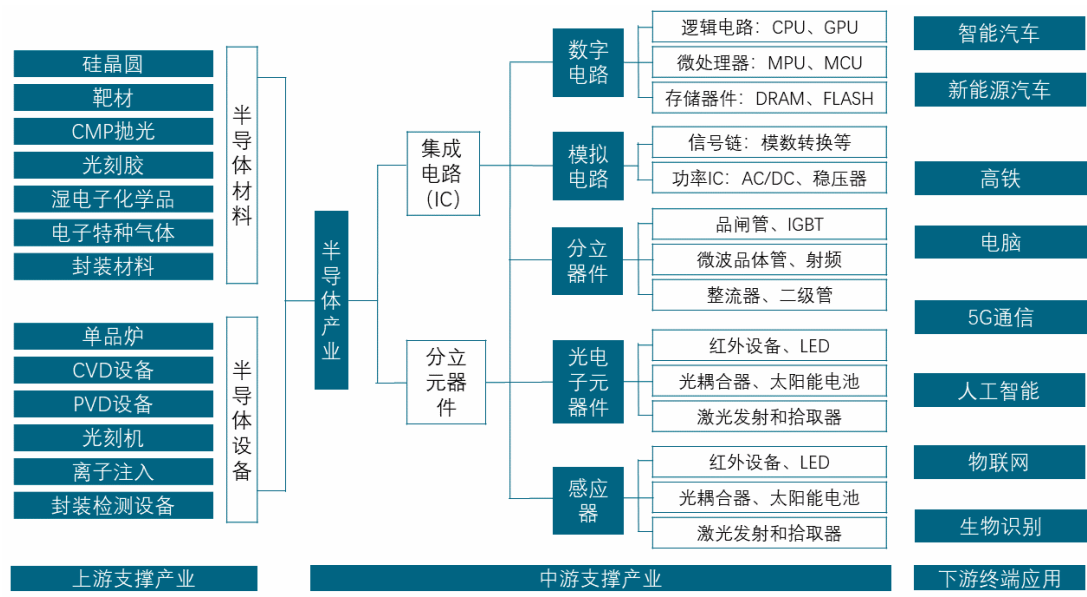 硅晶圆
靶材
CMP抛光
光刻胶
湿电子化学品
电子特种气体
封装材料
半
导
体
材
料
单品炉
CVD设备
PVD设备
光刻机
离子注入
封装检测设备
半
导
体
设
备
上游支撑产业
半
导
体
产
业
集成
电路
（IC）
分立
元器
件
数字
电路
逻辑电路：CPU、GPU
微处理器：MPU、MCU
存储器件：DRAM、FLASH
模拟
电路
信号链：模数转换等
功率IC：AC/DC、稳压器
分立
器件
品闸管、IGBT
微波品体管、射频
整流器、二级管
光电
子元
器件
红外设备、LED
光耦合器、太阳能电池
激光发射和拾取器
感应
器
红外设备、LED
光耦合器、太阳能电池
激光发射和拾取器
中游支撑产业
智能汽车
新能源汽车
高铁
电脑
5G通信
人工智能
物联网
生物识别
下游终端应用